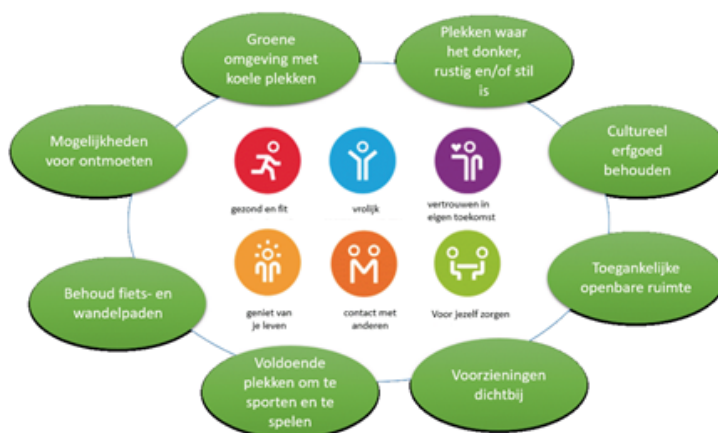 Groene
omgeving met
koele plekken
Plekken waar
het donker,
rustig en/of stil
is
Mogelijkheden
voor ontmoeten
Cultureel
erfgoed
behouden
gezond en fit
vrolijk
vertrouwen in
eigen toekomst
Behoud fiets- en
wandelpaden
Toegankelijke
openbare ruimte
geniet van
je leven
contact met
anderen
Voor jezelf zorgen
Voldoende
plekken om te
sporten en te
spelen
Voorzieningen
dichtbij